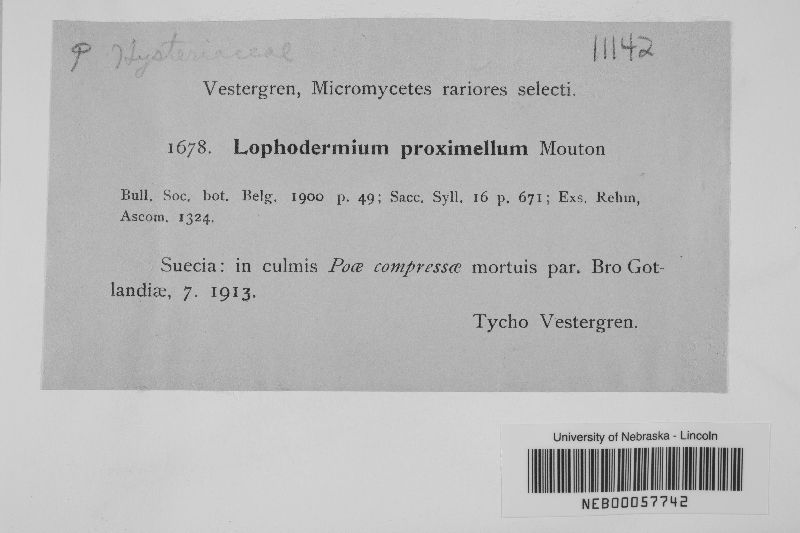 P Hysteriaceae 11142
Vestergren, Micromycetes rariores selecti.
1678. Lophodermium proximellum Mouton
Bull. Soc. bot. Belg. 1900 p. 49; Sacc. Syll. 16 p. 671; Exs. Rehm,
Ascom. 1324.
Suecia: in culmis Poæ compressæ mortuis par. Bro Got-
landiæ, 7. 1913.
Tycho Vestergren.
University of Nebraska - Lincoln
NEB00057742